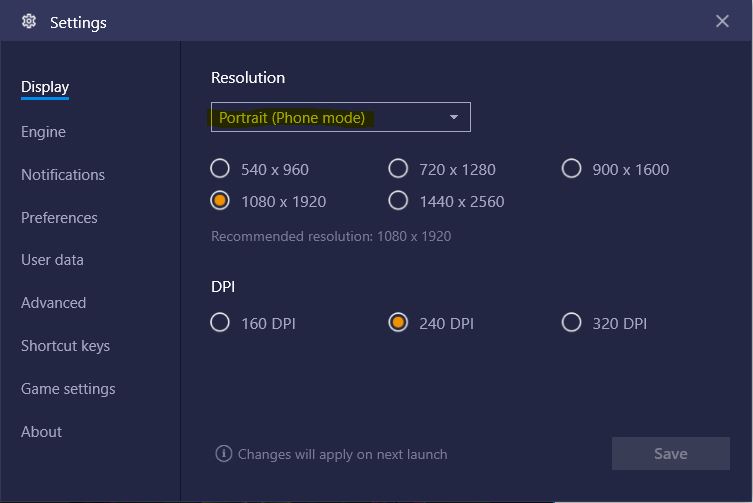 Settings
Display
Engine
Notifications
Preferences
User data
Advanced
Shortcut keys
Game settings
About
Resolution
Portrait (Phone mode)
540 x 960 720 x 1280 900 x 1600
1080 x 1920 1440 x 2560
Recommended resolution: 1080 x 1920
DPI
160 DPI 240 DPI 320 DPI
Changes will apply on next launch
Save